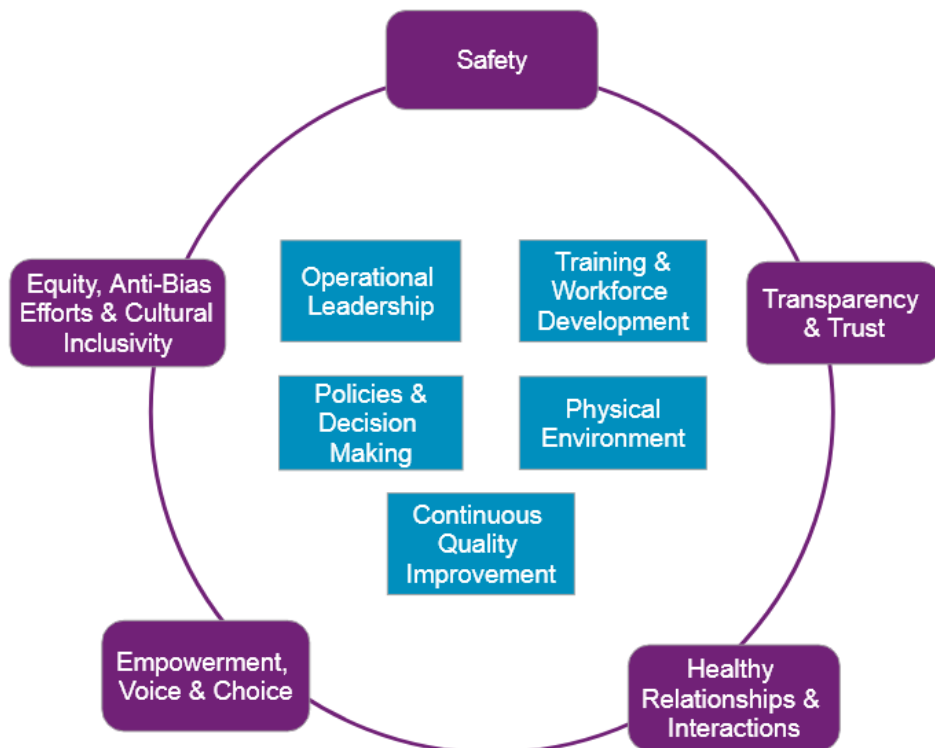 Safety
Equity, Anti-Bias
Efforts & Cultural
Inclusivity
Operational
Leadership
Training &
Workforce
Development
Transparency
& Trust
Policies &
Decision
Making
Physical
Environment
Continuous
Quality
Improvement
Empowerment,
Voice & Choice
Healthy
Relationships &
Interactions